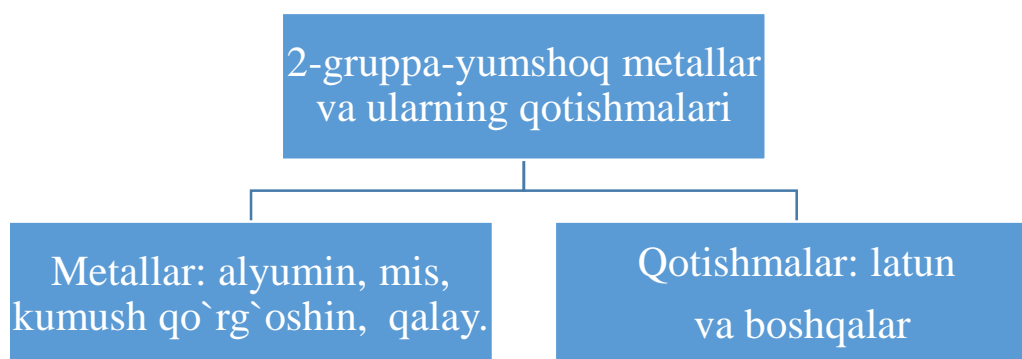 2-gruppa-yumshoq metallar
va ularning qotishmalari
Metallar: alyumin, mis,
kumush qo`rg`oshin, qalay.
Qotishmalar: latun
va boshqalar